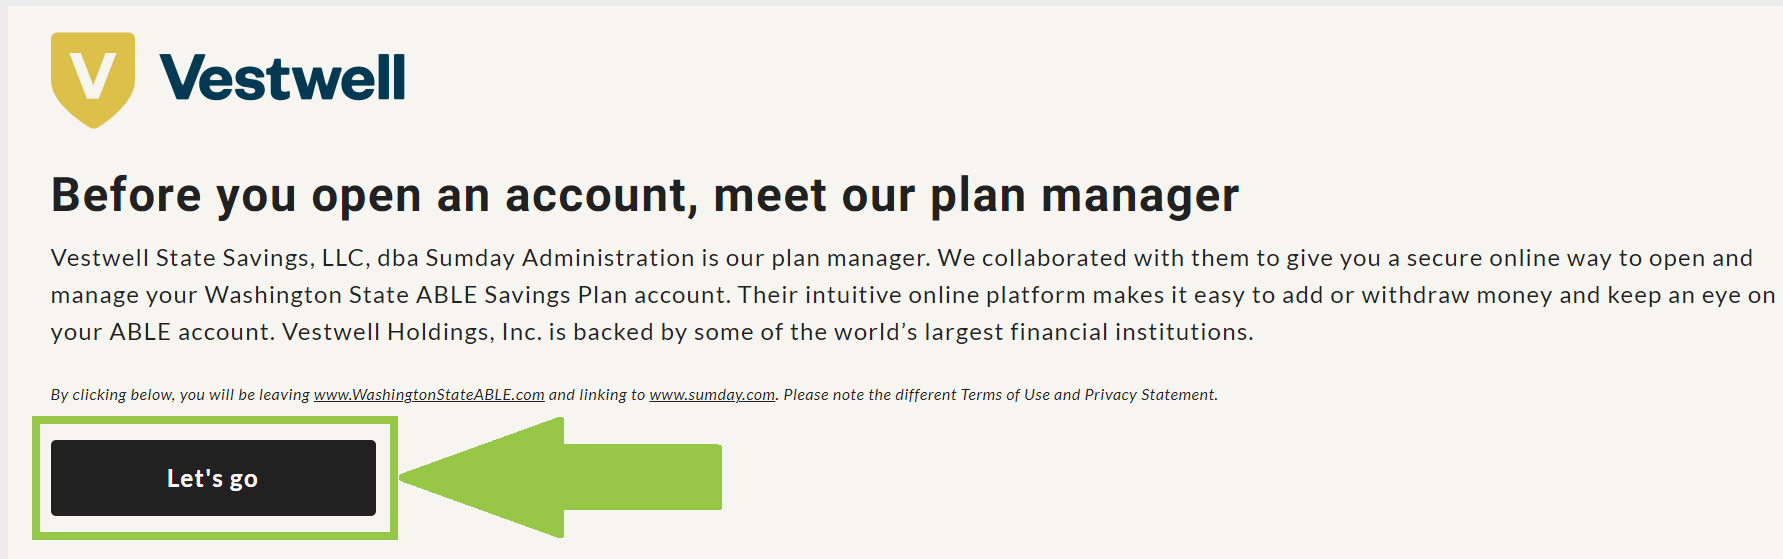 V Vestwell
Before you open an account, meet our plan manager
Vestwell State Savings, LLC, dba Sumday Administration is our plan manager. We collaborated with them to give you a secure online way to open and
manage your Washington State ABLE Savings Plan account. Their intuitive online platform makes it easy to add or withdraw money and keep an eye on
your ABLE account. Vestwell Holdings, Inc. is backed by some of the world’s largest financial institutions.
By clicking below, you will be leaving www.WashingtonStateABLE.com and linking to www.sumday.com. Please note the different Terms of Use and Privacy Statement.
Let's go